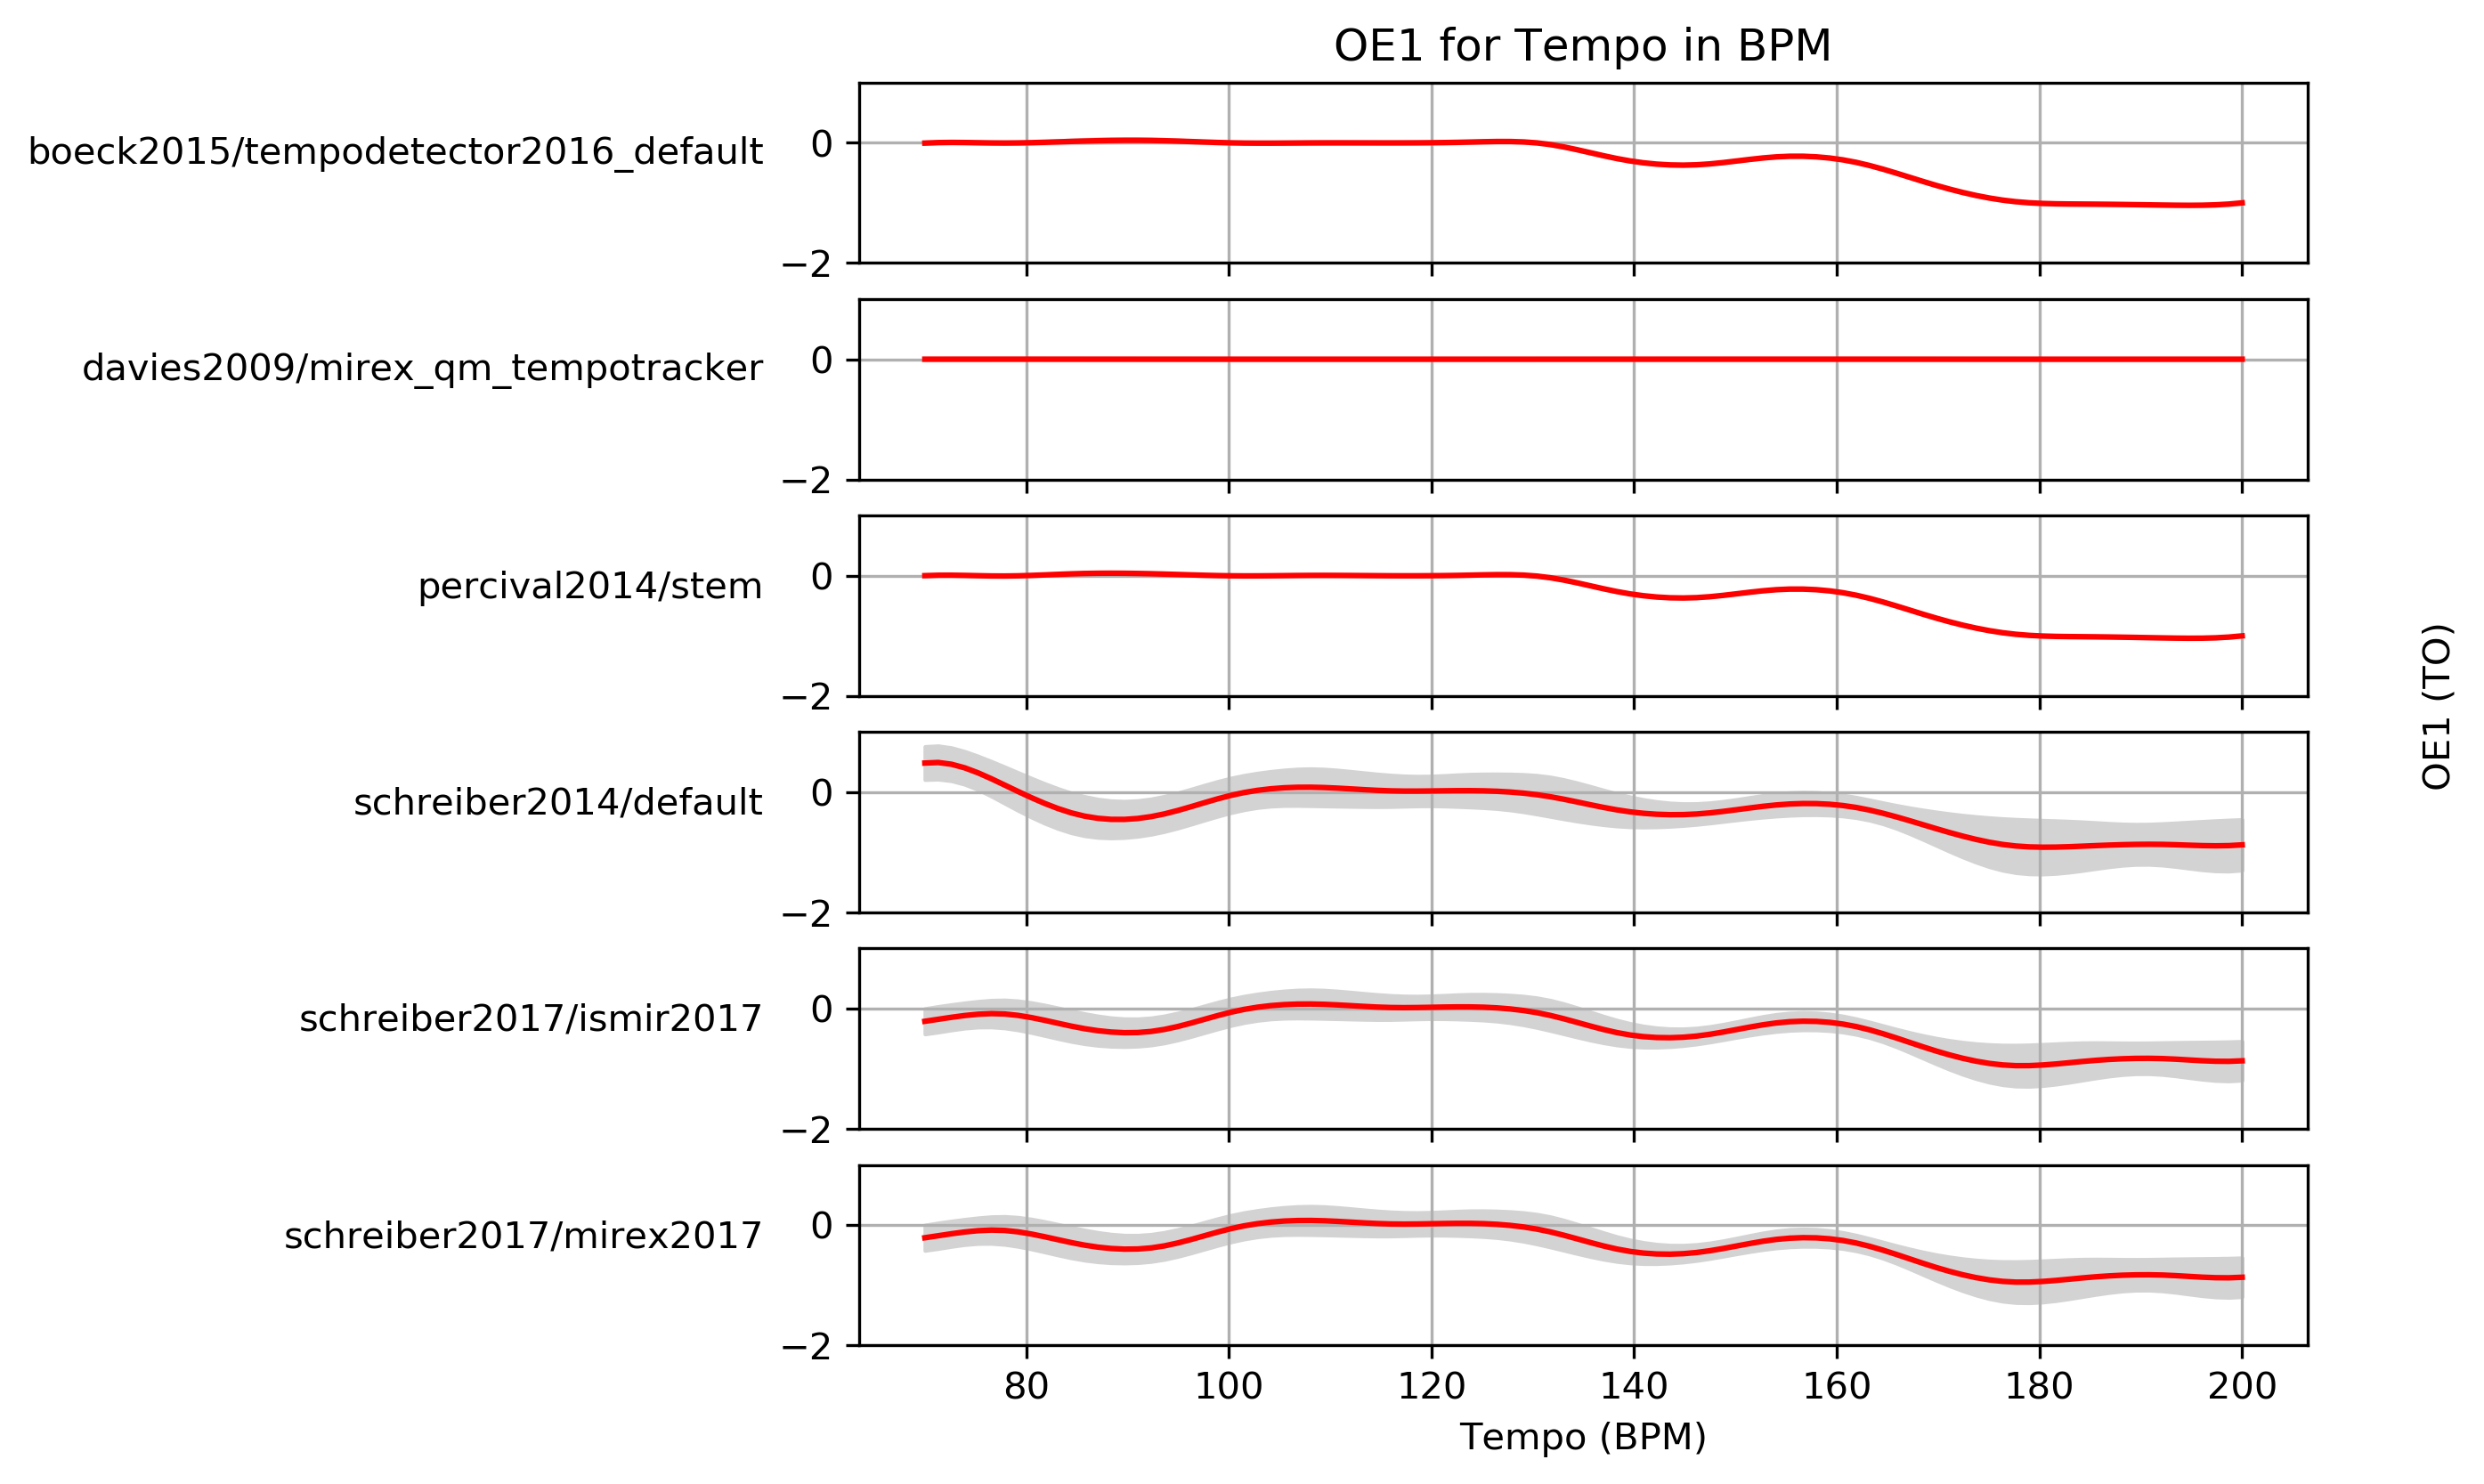 OE1 for Tempo in BPM
boeck2015/tempodetector2016_default
0
−2
davies2009/mirex_qm_tempotracker
0
−2
percival2014/stem
0
−2
schreiber2014/default
0
−2
schreiber2017/ismir2017
0
−2
schreiber2017/mirex2017
0
−2
80 100 120 140 160 180 200
Tempo (BPM)
OE1 (TO)